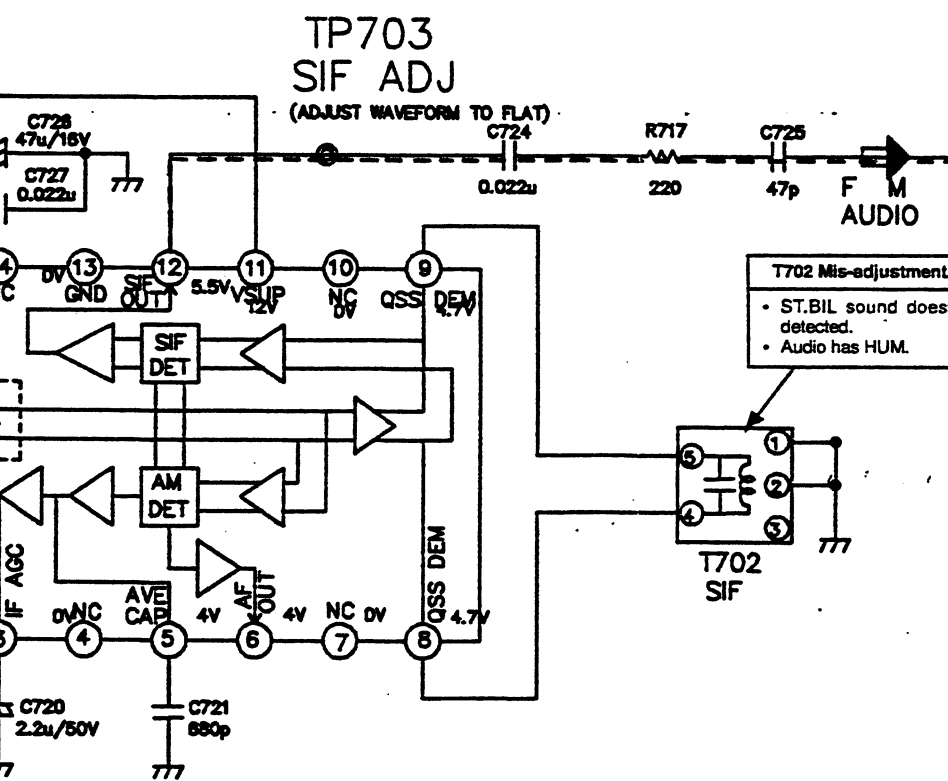 TP703
SIF ADJ
(ADJUST WAVEFORM TO FLAT)
C726
47u/16V
C727
0.022u
C724
0.022u
R717
220
C725
47p
F M
AUDIO
4
C
0V
13
GND
12
SIF
OUT
5.5V
11
VSUP
12V
10
NC
0V
9
QSS DEM
4.7V
T702 Mis-adjustment
• ST.BIL sound does
detected.
• Audio has HUM.
SIF
DET
AM
DET
5
4
1
2
3
T702
SIF
IF AGC
AVE
CAP
AF
OUT
QSS DEM
3
0V
NC
4
5
4V
6
4V
NC
7
0V
8
4.7V
C720
2.2u/50V
C721
680p